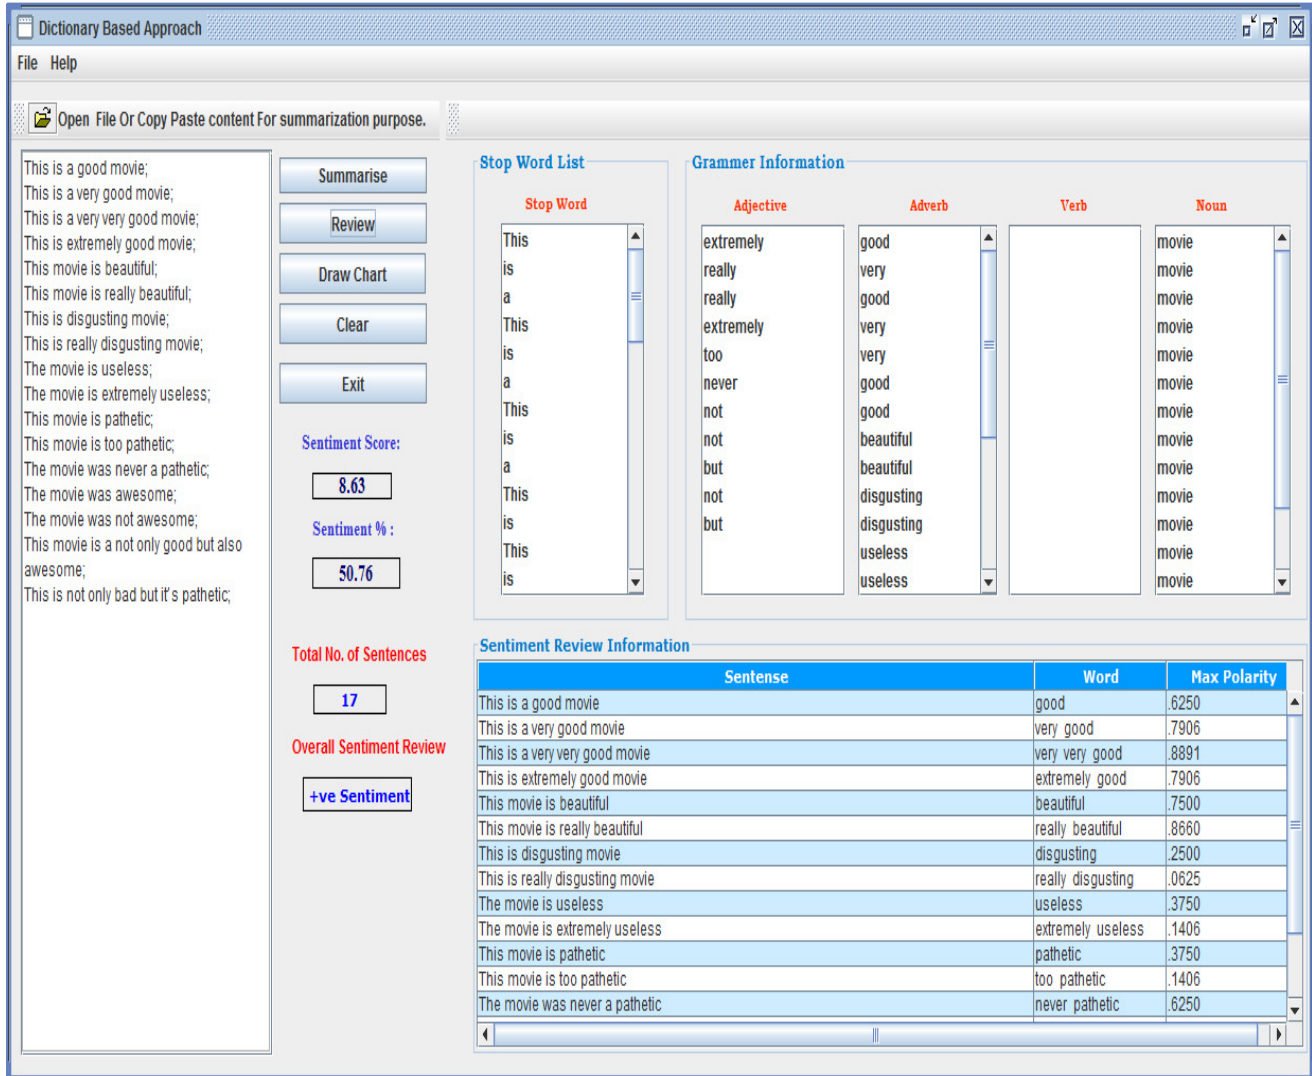 Dictionary Based Approach
File Help
Open File Or Copy Paste content For summarization purpose.
This is a good movie;
This is a very good movie;
This is a very very good movie;
This is extremely good movie;
This movie is beautiful;
This movie is really beautiful;
This is disgusting movie;
This is really disgusting movie;
The movie is useless;
The movie is extremely useless;
This movie is pathetic;
This movie is too pathetic;
The movie was never a pathetic;
The movie was awesome;
The movie was not awesome;
This movie is a not only good but also
awesome;
This is not only bad but it's pathetic;
Summarise
Review
Draw Chart
Clear
Exit
Sentiment Score:
8.63
Sentiment % :
50.76
Total No. of Sentences
17
Overall Sentiment Review
+ve Sentiment
Stop Word List
Stop Word
This
is
a
This
is
a
This
is
a
This
is
This
is
Grammer Information
Adjective
extremely
really
really
extremely
too
never
not
not
but
not
but
Adverb
good
very
good
very
very
good
good
beautiful
beautiful
disgusting
disgusting
useless
useless
Verb
Noun
movie
movie
movie
movie
movie
movie
movie
movie
movie
movie
movie
movie
movie
Sentiment Review Information
Sentense Word Max Polarity
This is a good movie good .6250
This is a very good movie very good .7906
This is a very very good movie very very good .8891
This is extremely good movie extremely good .7906
This movie is beautiful beautiful .7500
This movie is really beautiful really beautiful .8660
This is disgusting movie disgusting .2500
This is really disgusting movie really disgusting .0625
The movie is useless useless .3750
The movie is extremely useless extremely useless .1406
This movie is pathetic pathetic .3750
This movie is too pathetic too pathetic .1406
The movie was never a pathetic never pathetic .6250